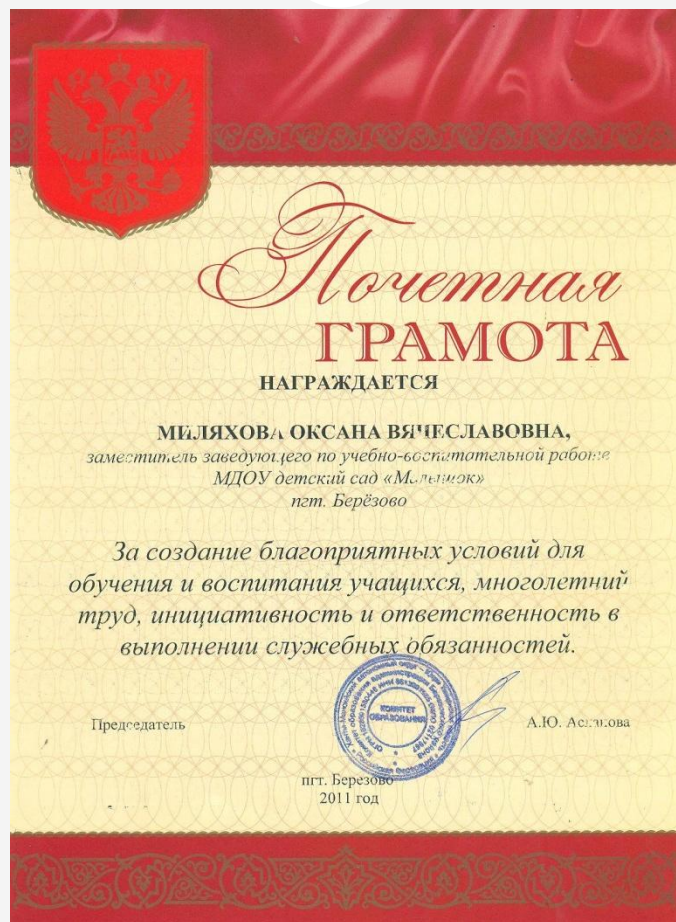 Почетная
ГРАМОТА
НАГРАЖДАЕТСЯ
МИЛЯХОВА ОКСАНА ВЯЧЕСЛАВОВНА,
заместитель заведующего по учебно-воспитательной работе
МДОУ детский сад «Малышок»
пгт. Берёзово
За создание благоприятных условий для
обучения и воспитания учащихся, многолетний
труд, инициативность и ответственность в
выполнении служебных обязанностей.
КОМИТЕТ
ОБРАЗОВАНИЯ
Председатель
А.Ю.
пгт. Березово
2011 год